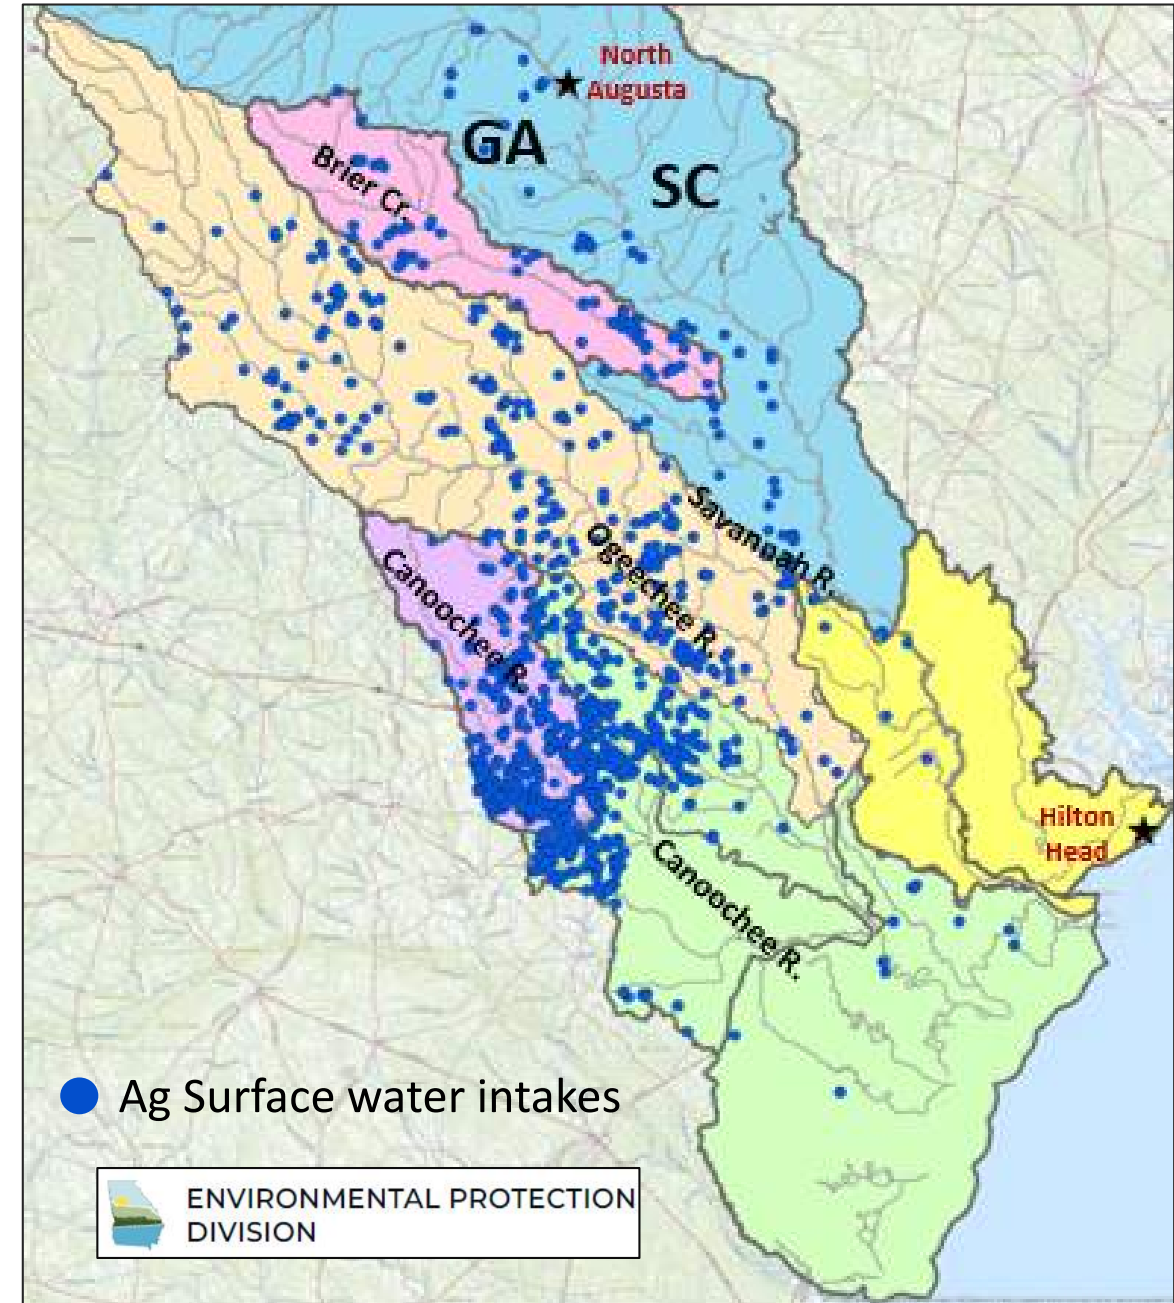 North
Augusta
GA
SC
Brier Cr.
Savannah R.
Ogeechee R.
Canoochee R.
Hilton
Head
Canoochee R.
Ag Surface water intakes
ENVIRONMENTAL PROTECTION
DIVISION